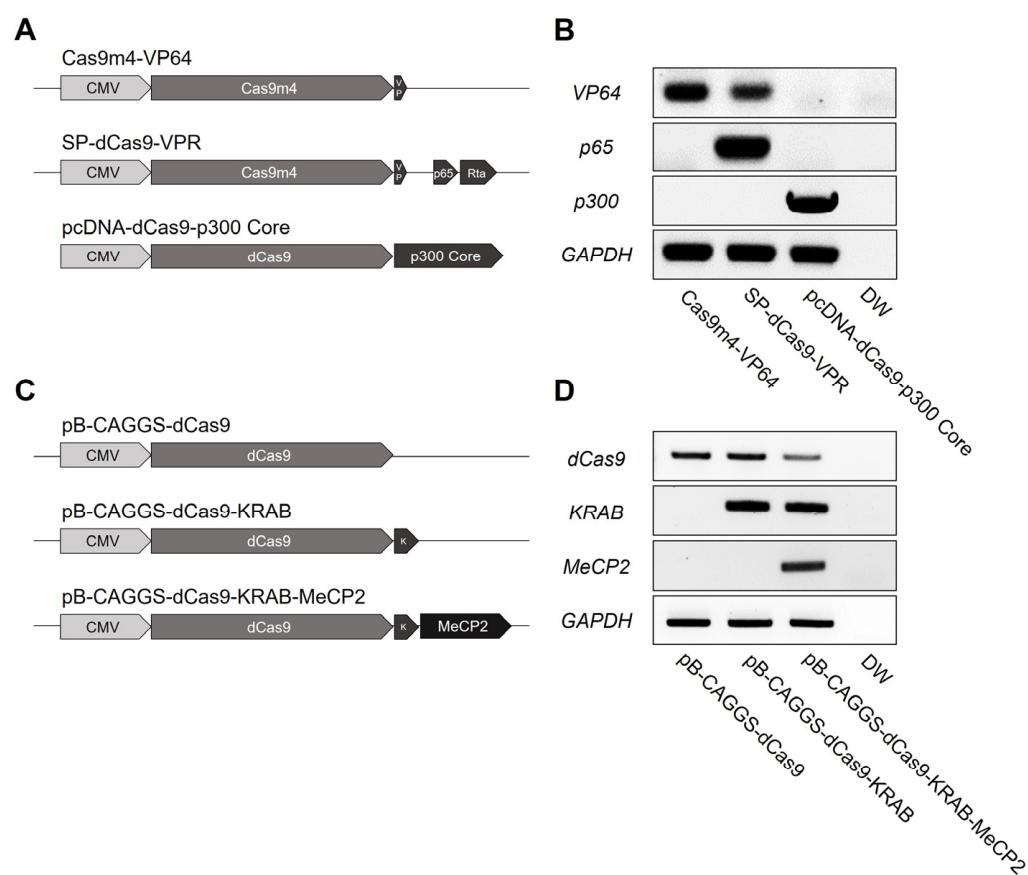 A
Cas9m4-VP64
CMV
Cas9m4
V
P
SP-dCas9-VPR
CMV
Cas9m4
V
P
p65
Rta
pcDNA-dCas9-p300 Core
CMV
dCas9
p300 Core
B
VP64
p65
p300
GAPDH
Cas9m4-VP64
SP-dCas9-VPR
pcDNA-dCas9-p300 Core
DW
C
pB-CAGGS-dCas9
CMV
dCas9
pB-CAGGS-dCas9-KRAB
CMV
dCas9
K
pB-CAGGS-dCas9-KRAB-MeCP2
CMV
dCas9
K
MeCP2
D
dCas9
KRAB
MeCP2
GAPDH
pB-CAGGS-dCas9
pB-CAGGS-dCas9-KRAB
pB-CAGGS-dCas9-KRAB-MeCP2
DW